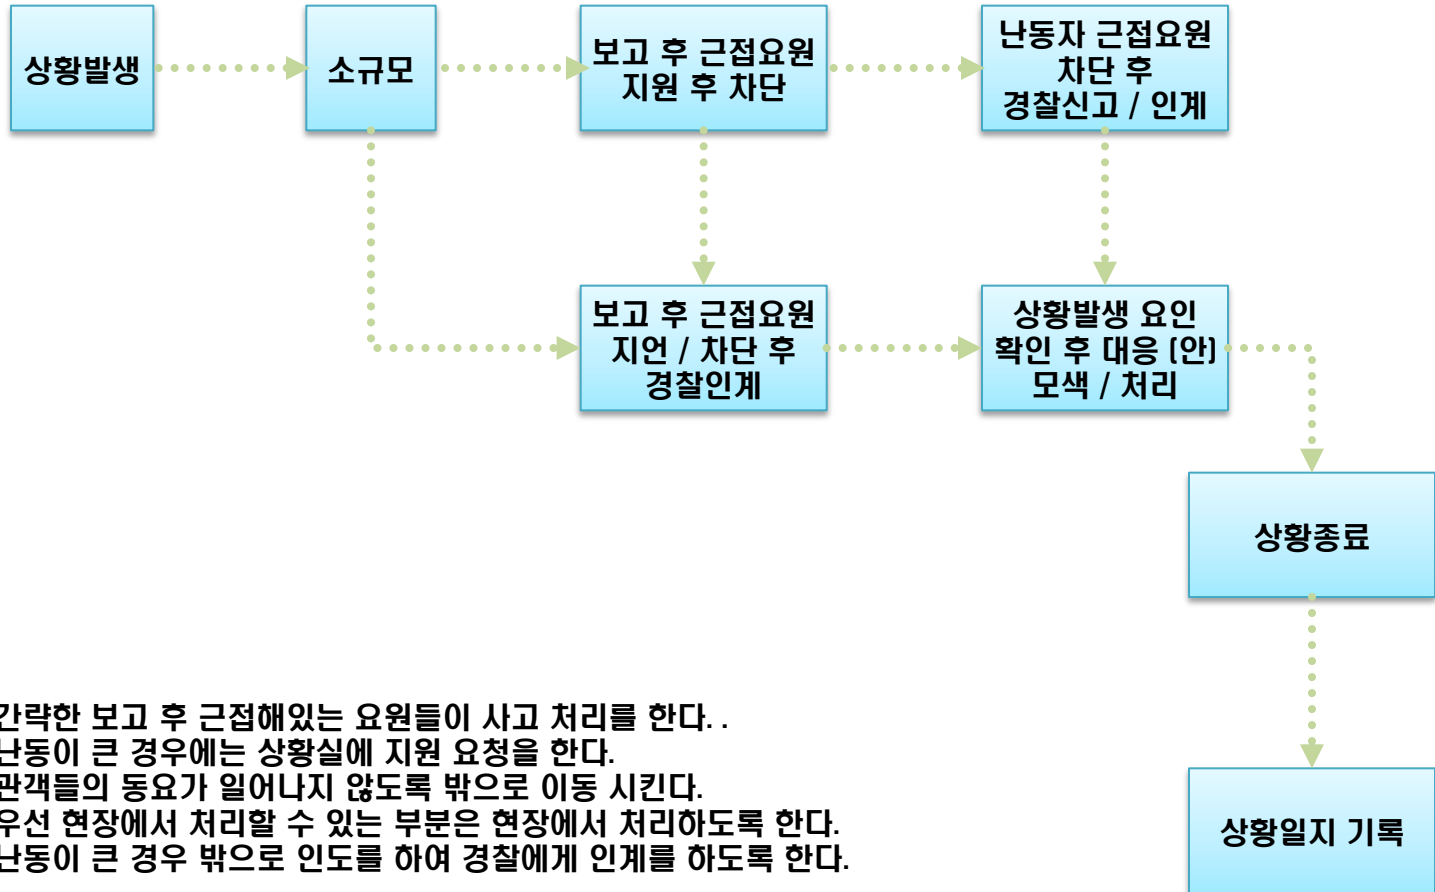 상황발생
소규모
보고 후 근접요원
지원 후 차단
난동자 근접요원
차단 후
경찰신고 / 인계
보고 후 근접요원
지언 / 차단 후
경찰인계
상황발생 요인
확인 후 대응 (안)
모색 / 처리
상황종료
상황일지 기록
간략한 보고 후 근접해있는 요원들이 사고 처리를 한다. .
난동이 큰 경우에는 상황실에 지원 요청을 한다.
관객들의 동요가 일어나지 않도록 밖으로 이동 시킨다.
우선 현장에서 처리할 수 있는 부분은 현장에서 처리하도록 한다.
난동이 큰 경우 밖으로 인도를 하여 경찰에게 인계를 하도록 한다.